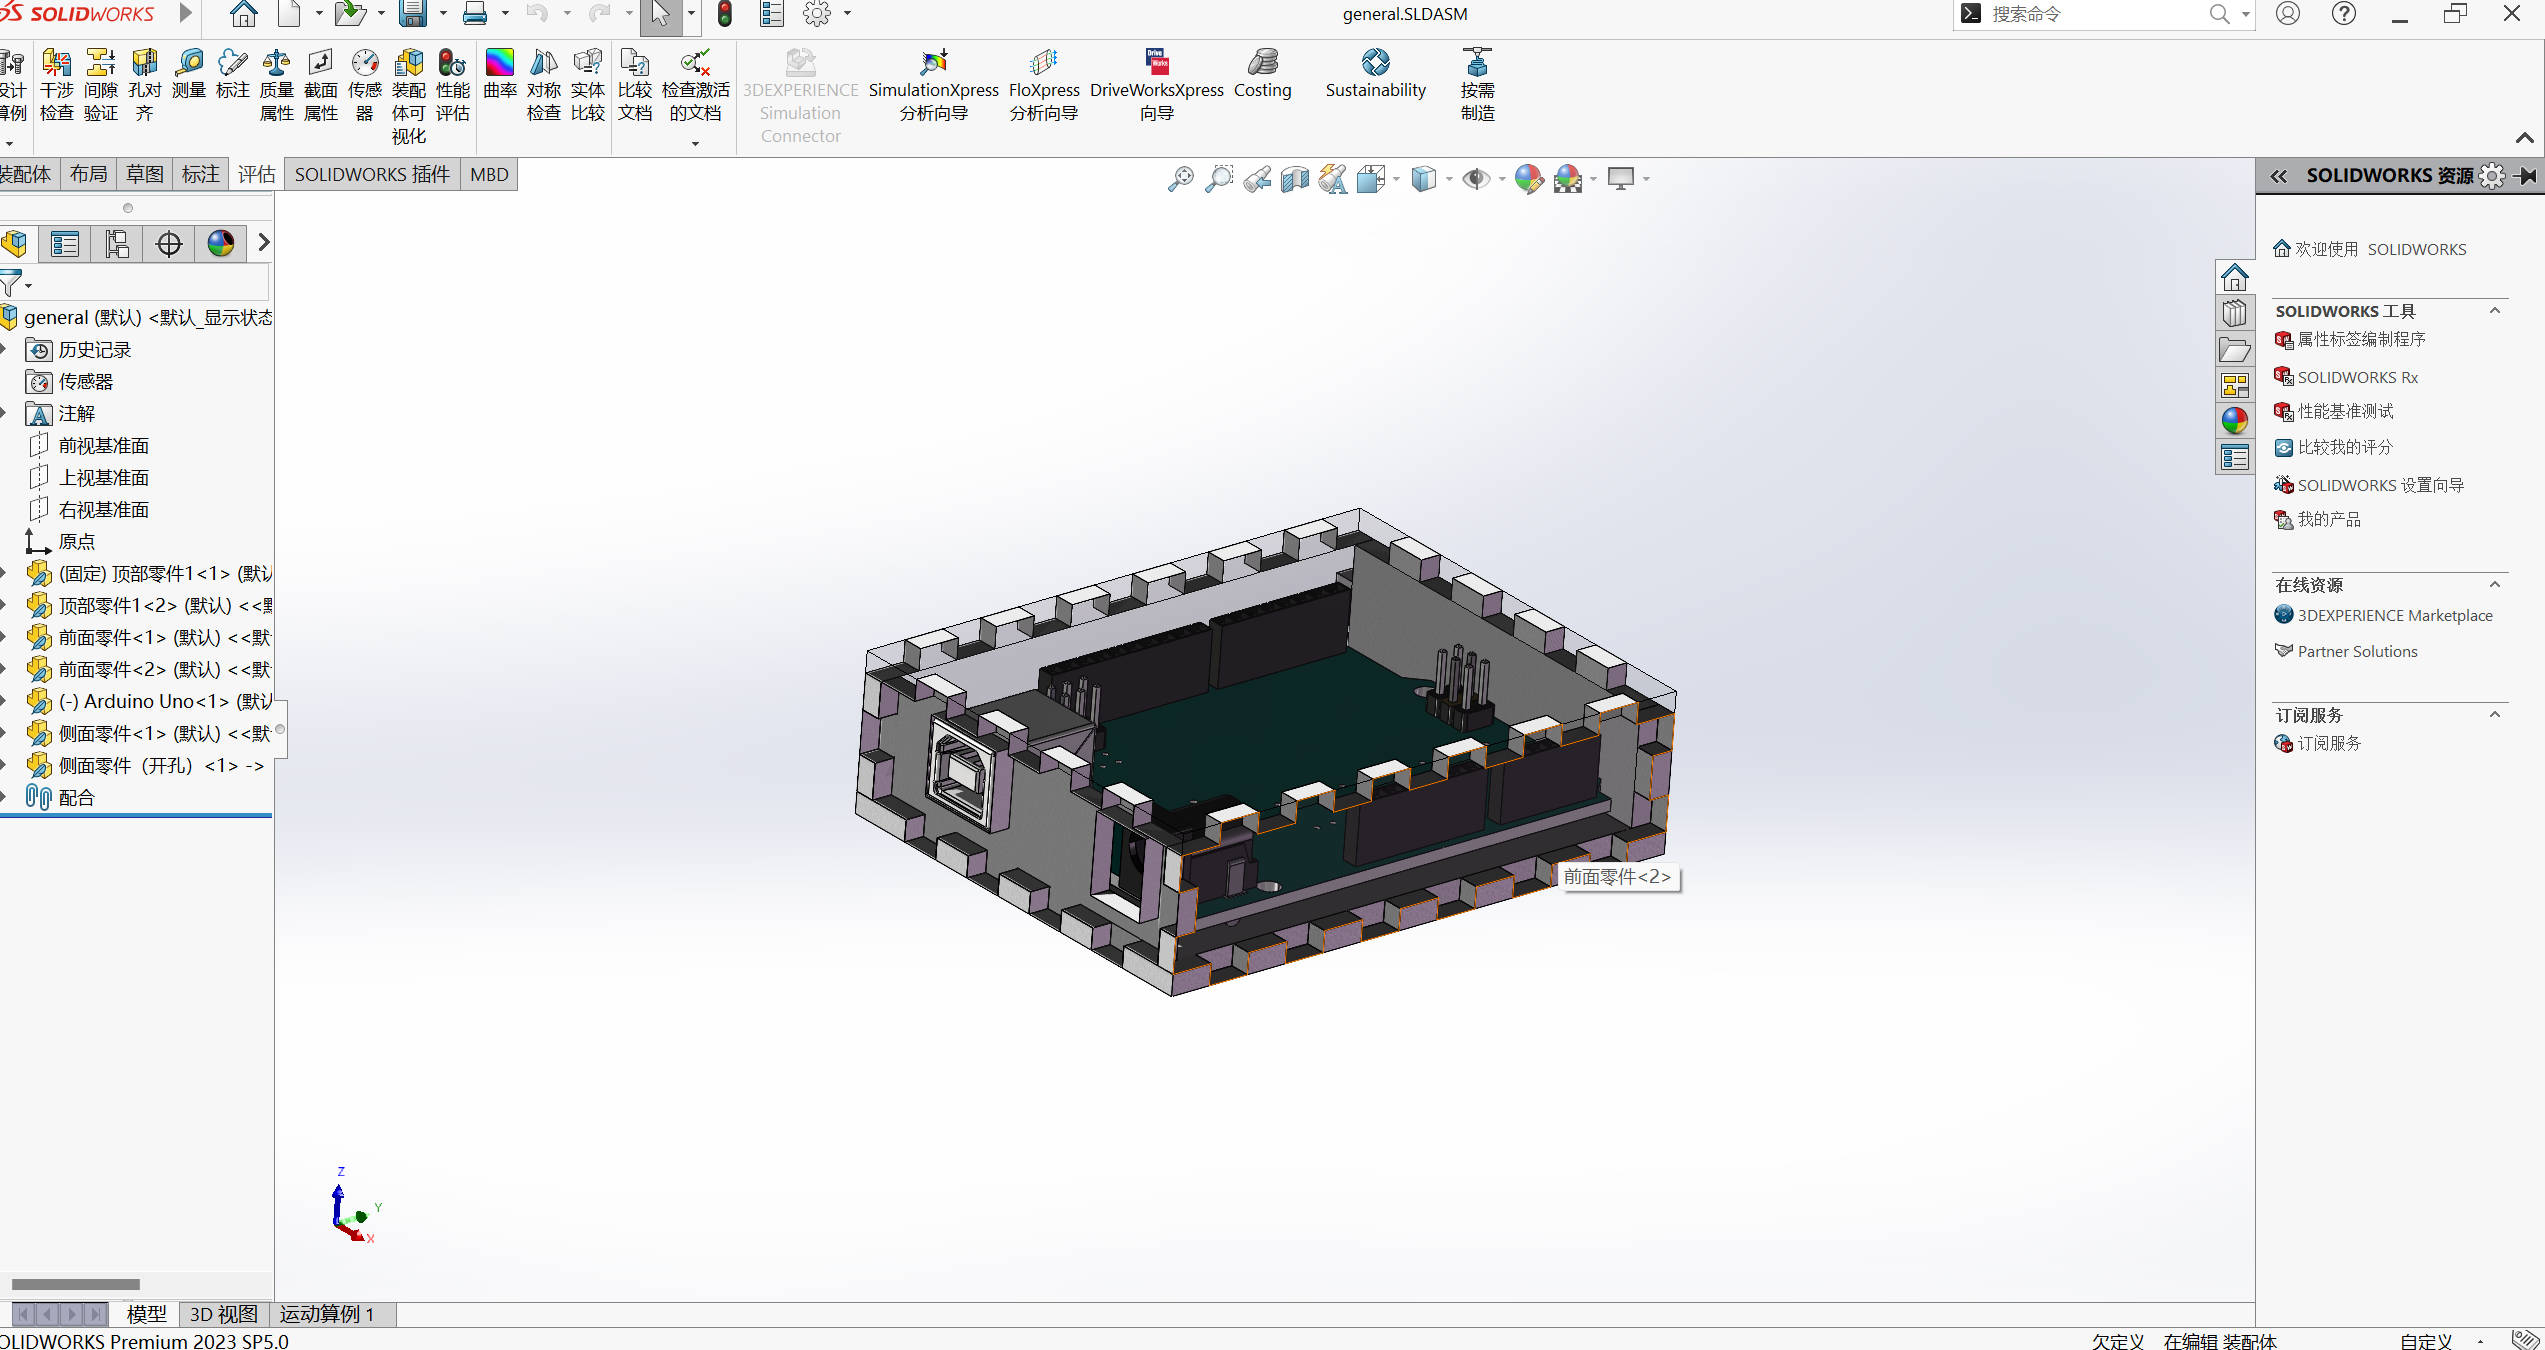 SOLIDWORKS
general.SLDASM
搜索命令
设计算例
干涉检查
间隙验证
孔对齐
测量
标注
质量属性
截面属性
传感器
装配体可视化
性能评估
曲率
对称检查
实体比较
比较文档
检查激活的文档
3DEXPERIENCE Simulation Connector
SimulationXpress 分析向导
FloXpress 分析向导
DriveWorksXpress 向导
Costing
Sustainability
按需制造
装配体 布局 草图 标注 评估 SOLIDWORKS 插件 MBD
general (默认) <默认_显示状态
历史记录
传感器
注解
前视基准面
上视基准面
右视基准面
原点
(固定) 顶部零件1<1> (默认
顶部零件1<2> (默认) <<默
前面零件<1> (默认) <<默
前面零件<2> (默认) <<默
(-) Arduino Uno<1> (默认
侧面零件<1> (默认) <<默
侧面零件（开孔）<1> ->
配合
前面零件<2>
Z
Y
X
SOLIDWORKS 资源
欢迎使用 SOLIDWORKS
SOLIDWORKS 工具
属性标签编制程序
SOLIDWORKS Rx
性能基准测试
比较我的评分
SOLIDWORKS 设置向导
我的产品
在线资源
3DEXPERIENCE Marketplace
Partner Solutions
订阅服务
订阅服务
模型 3D 视图 运动算例 1
OLIDWORKS Premium 2023 SP5.0
欠定义 在编辑 装配体 自定义